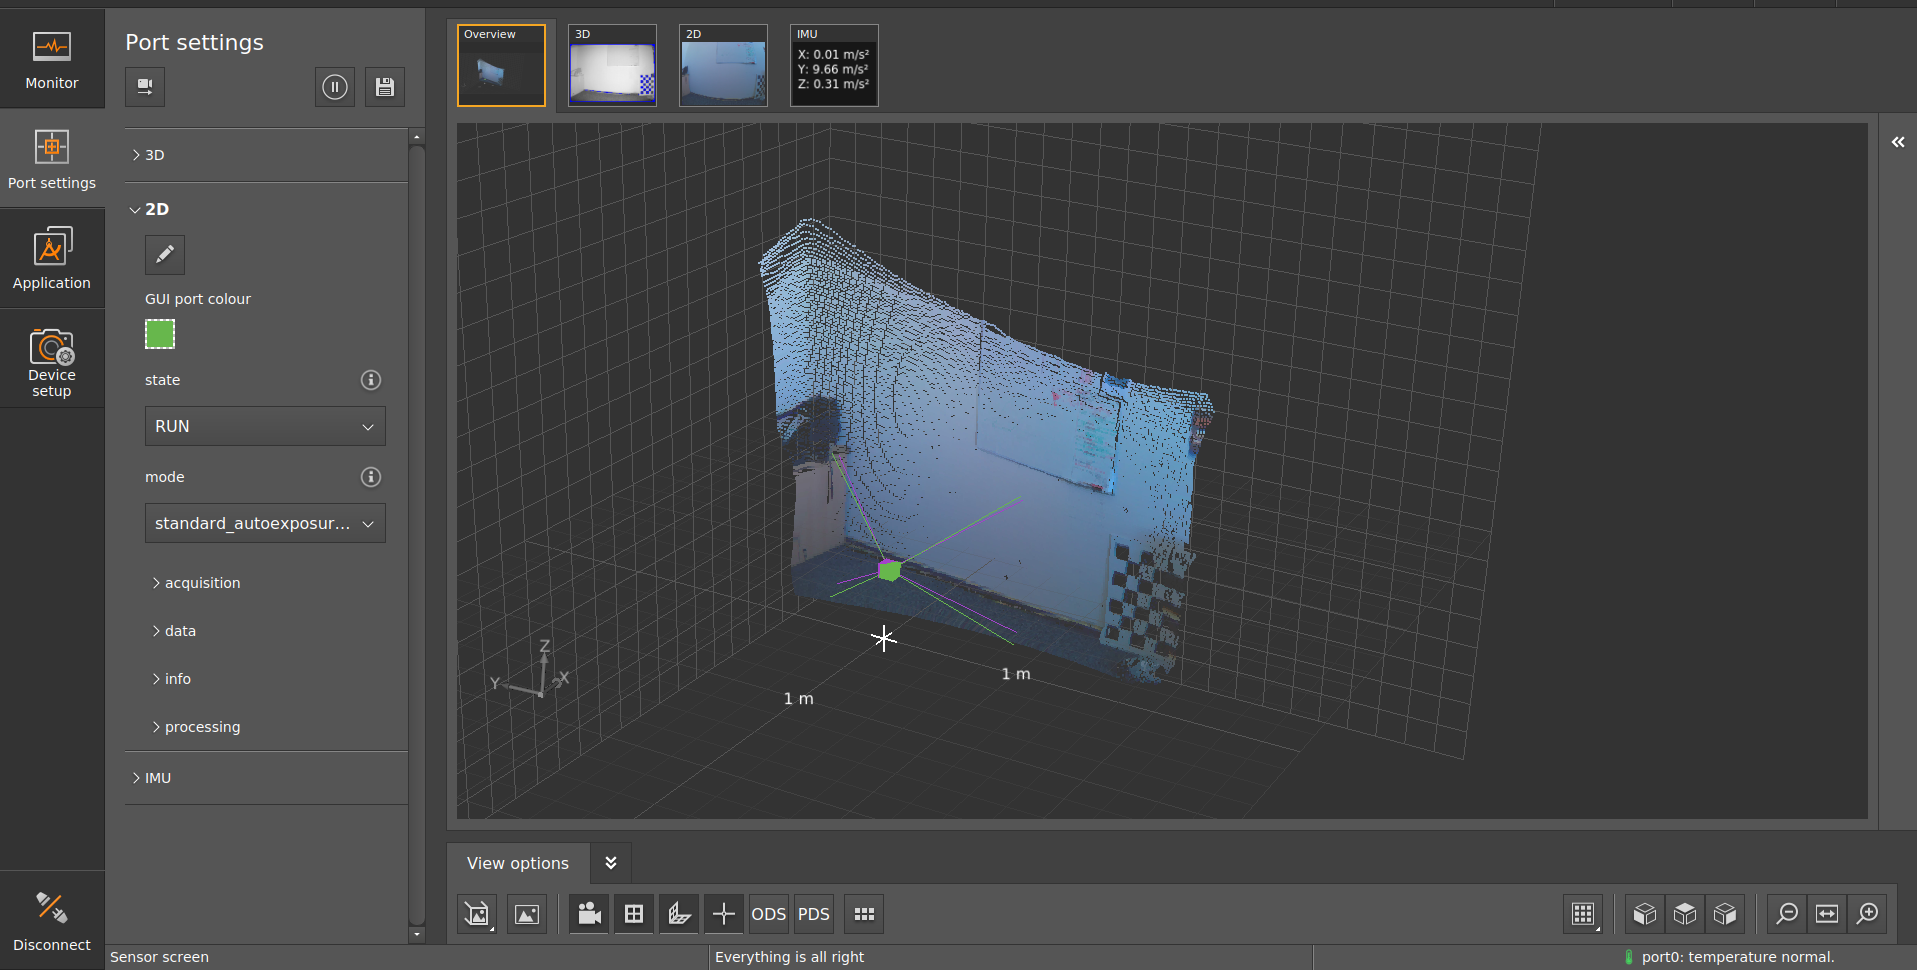 Monitor
Port settings
Application
Device
setup
Disconnect
Port settings
3D
2D
GUI port colour
state
RUN
mode
standard_autoexposur...
acquisition
data
info
processing
IMU
Overview
3D
2D
IMU
X: 0.01 m/s²
Y: 9.66 m/s²
Z: 0.31 m/s²
Z
Y
X
1 m
1 m
View options
ODS
PDS
Sensor screen
Everything is all right
port0: temperature normal.